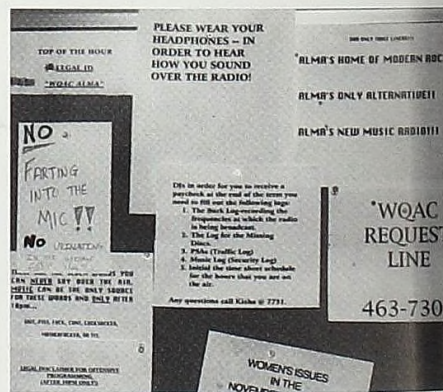 TOP OF THE HOUR
LEGAL ID
"WQAC ALMA"
PLEASE WEAR YOUR
HEADPHONES -- IN
ORDER TO HEAR
HOW YOU SOUND
OVER THE RADIO!
ALMA'S HOME OF MODERN ROC
ALMA'S ONLY ALTERNATIVE!!
ALMA'S NEW MUSIC RADIO!!!
NO
FARTING
INTO THE
MIC!!
NO
DJs in order for you to receive a
paycheck at the end of the term you
need to fill out the following logs:
1. The Back Log-recording the
frequencies at which the radio
is being broadcast.
2. The Log for the Missing
Discs.
3. PSAs (Traffic Log)
4. Music Log (Security Log)
5. Initial the time sheet schedule
for the hours that you are on
the air.
Any questions call Kisha @ 7731.
WQAC
REQUEST
LINE
463-730
YOU
CAN NEVER SAY OVER THE AIR.
MUSIC CAN BE THE ONLY SOURCE
FOR THESE WORDS AND ONLY AFTER
10pm...
LEGAL DISCLAIMER FOR OFFENSIVE
PROGRAMMING
(AFTER 10PM ONLY)
WOMEN'S ISSUES
IN THE